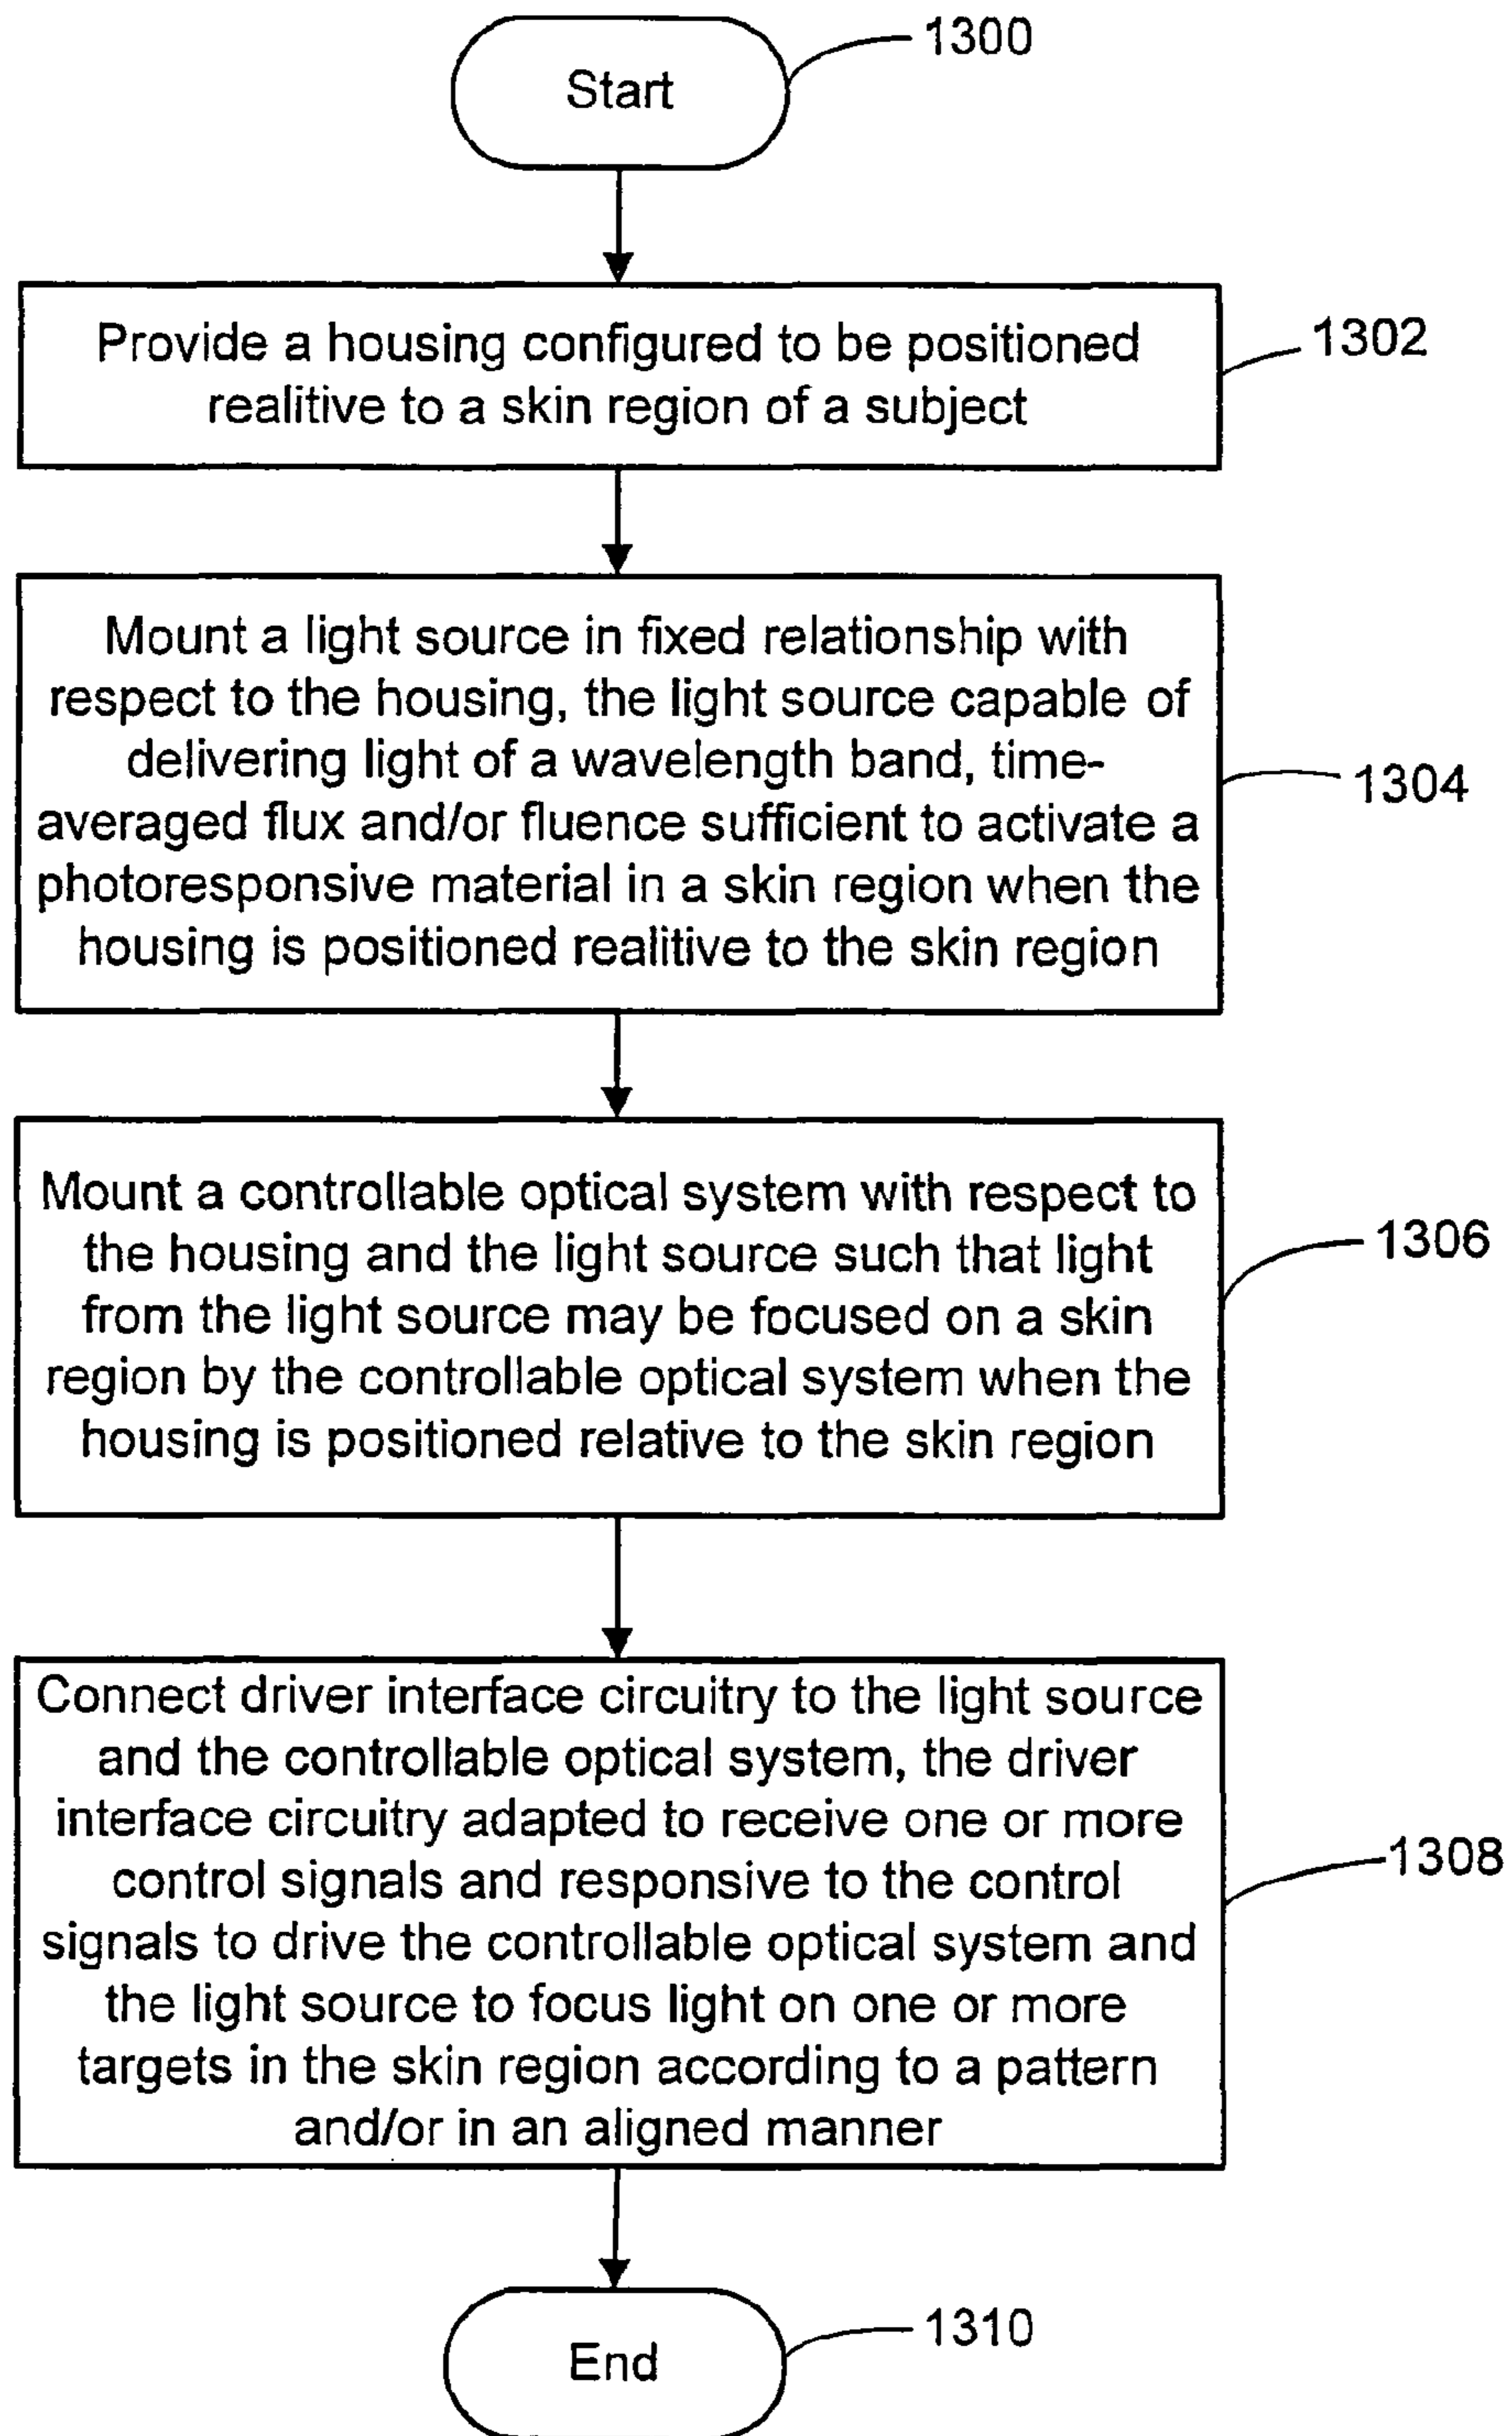 Start
1300
Provide a housing configured to be positioned
realitive to a skin region of a subject
1302
Mount a light source in fixed relationship with
respect to the housing, the light source capable of
delivering light of a wavelength band, time-
averaged flux and/or fluence sufficient to activate a
photoresponsive material in a skin region when the
housing is positioned realitive to the skin region
1304
Mount a controllable optical system with respect to
the housing and the light source such that light
from the light source may be focused on a skin
region by the controllable optical system when the
housing is positioned relative to the skin region
1306
Connect driver interface circuitry to the light source
and the controllable optical system, the driver
interface circuitry adapted to receive one or more
control signals and responsive to the control
signals to drive the controllable optical system and
the light source to focus light on one or more
targets in the skin region according to a pattern
and/or in an aligned manner
1308
End
1310